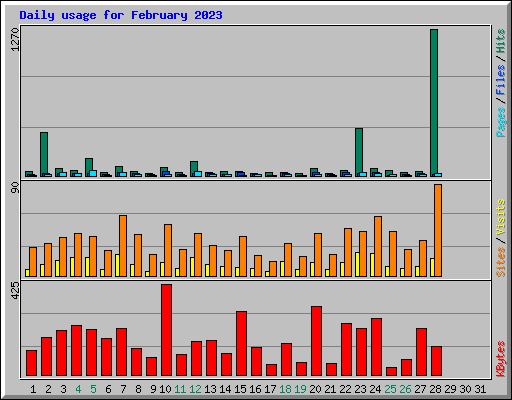 Daily usage for February 2023
1270
Pages / Files / Hits
90
Sites / Visits
425
KBytes
1 2 3 4 5 6 7 8 9 10 11 12 13 14 15 16 17 18 19 20 21 22 23 24 25 26 27 28 29 30 31